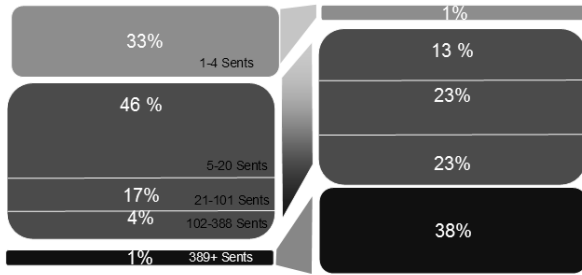 33%
1-4 Sents
46 %
5-20 Sents
17%
21-101 Sents
4%
102-388 Sents
1%
389+ Sents
1%
13 %
23%
23%
38%